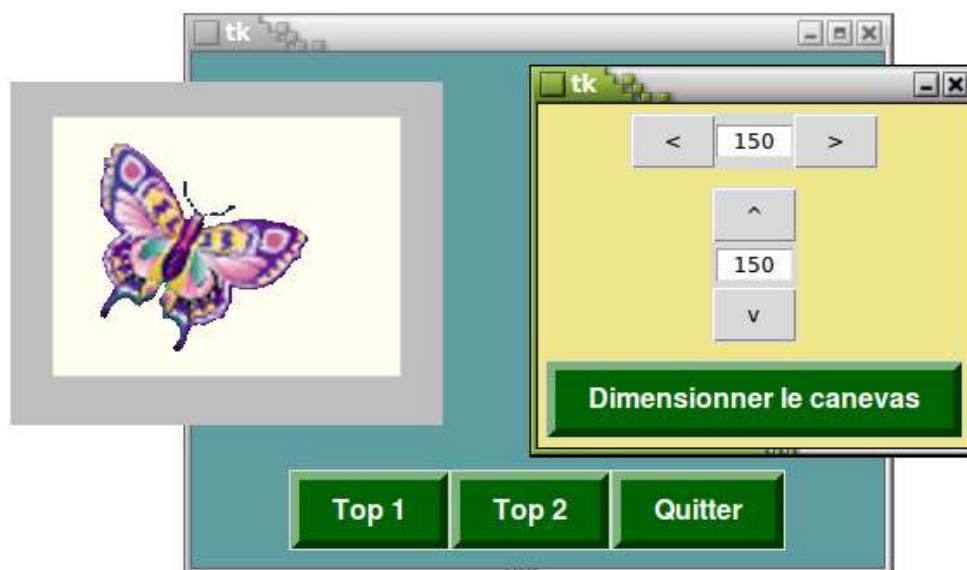 tk
tk
< 150 >
^
150
v
Dimensionner le canevas
Top 1 Top 2 Quitter